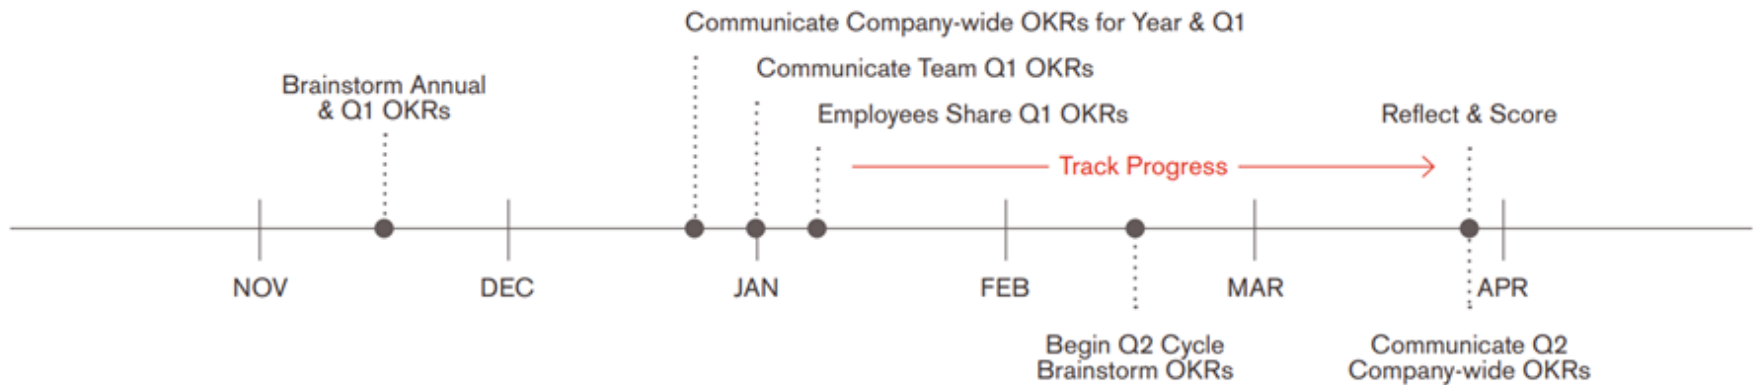 Communicate Company-wide OKRs for Year & Q1
Communicate Team Q1 OKRs
Brainstorm Annual
& Q1 OKRs
Employees Share Q1 OKRs
Reflect & Score
Track Progress
NOV
DEC
JAN
FEB
MAR
APR
Begin Q2 Cycle
Brainstorm OKRs
Communicate Q2
Company-wide OKRs